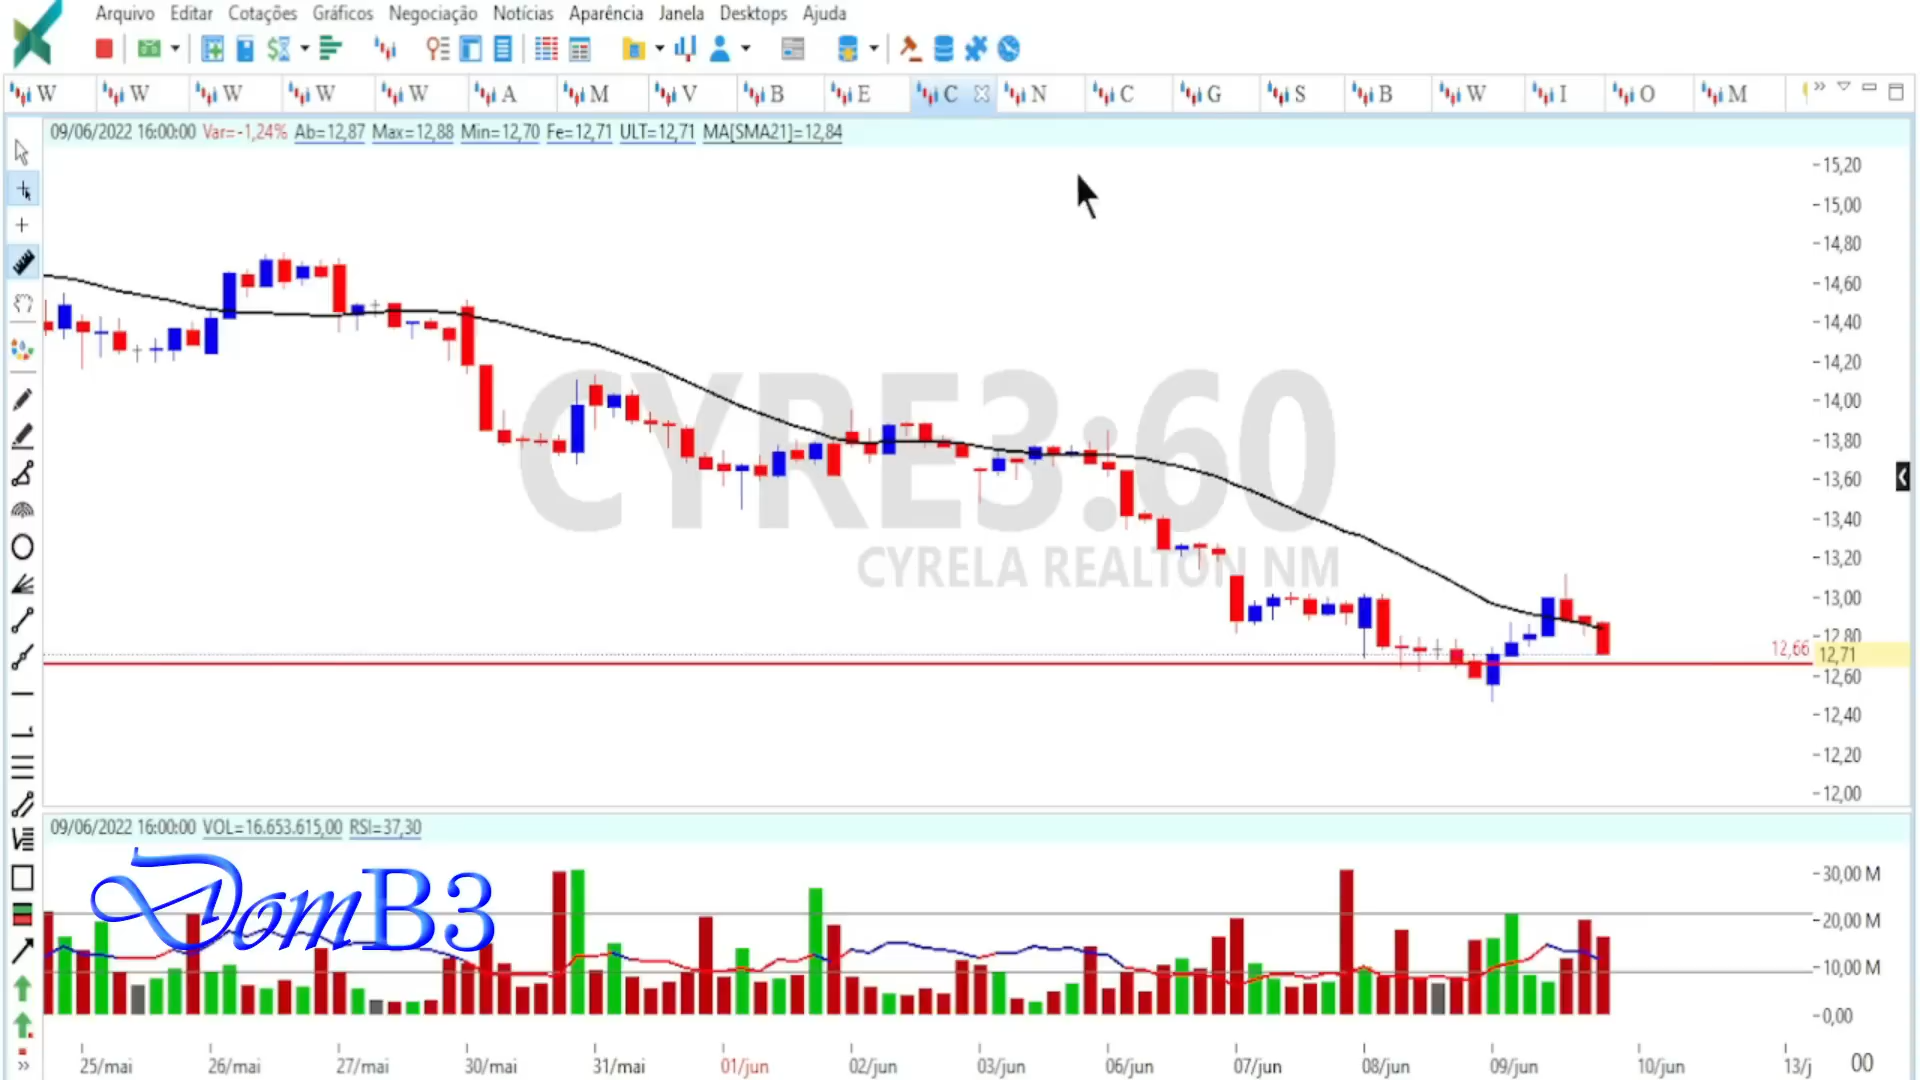 Arquivo Editar Cotações Gráficos Negociação Notícias Aparência Janela Desktops Ajuda
W W W W W A M V B E C N C G S B W I O M
09/06/2022 16:00:00 Var=-1,24% Ab=12,87 Max=12,88 Min=12,70 Fe=12,71 ULT=12,71 MA[SMA21]=12,84
15,20
15,00
14,80
14,60
14,40
14,20
14,00
13,80
13,60
13,40
13,20
13,00
12,80
12,66
12,71
12,60
12,40
12,20
12,00
CYRE3:60
CYRELA REALTON NM
09/06/2022 16:00:00 VOL=16.653.615,00 RSI=37,30
DomB3
30,00 M
20,00 M
10,00 M
0,00
25/mai 26/mai 27/mai 30/mai 31/mai 01/jun 02/jun 03/jun 06/jun 07/jun 08/jun 09/jun 10/jun 13/j 00